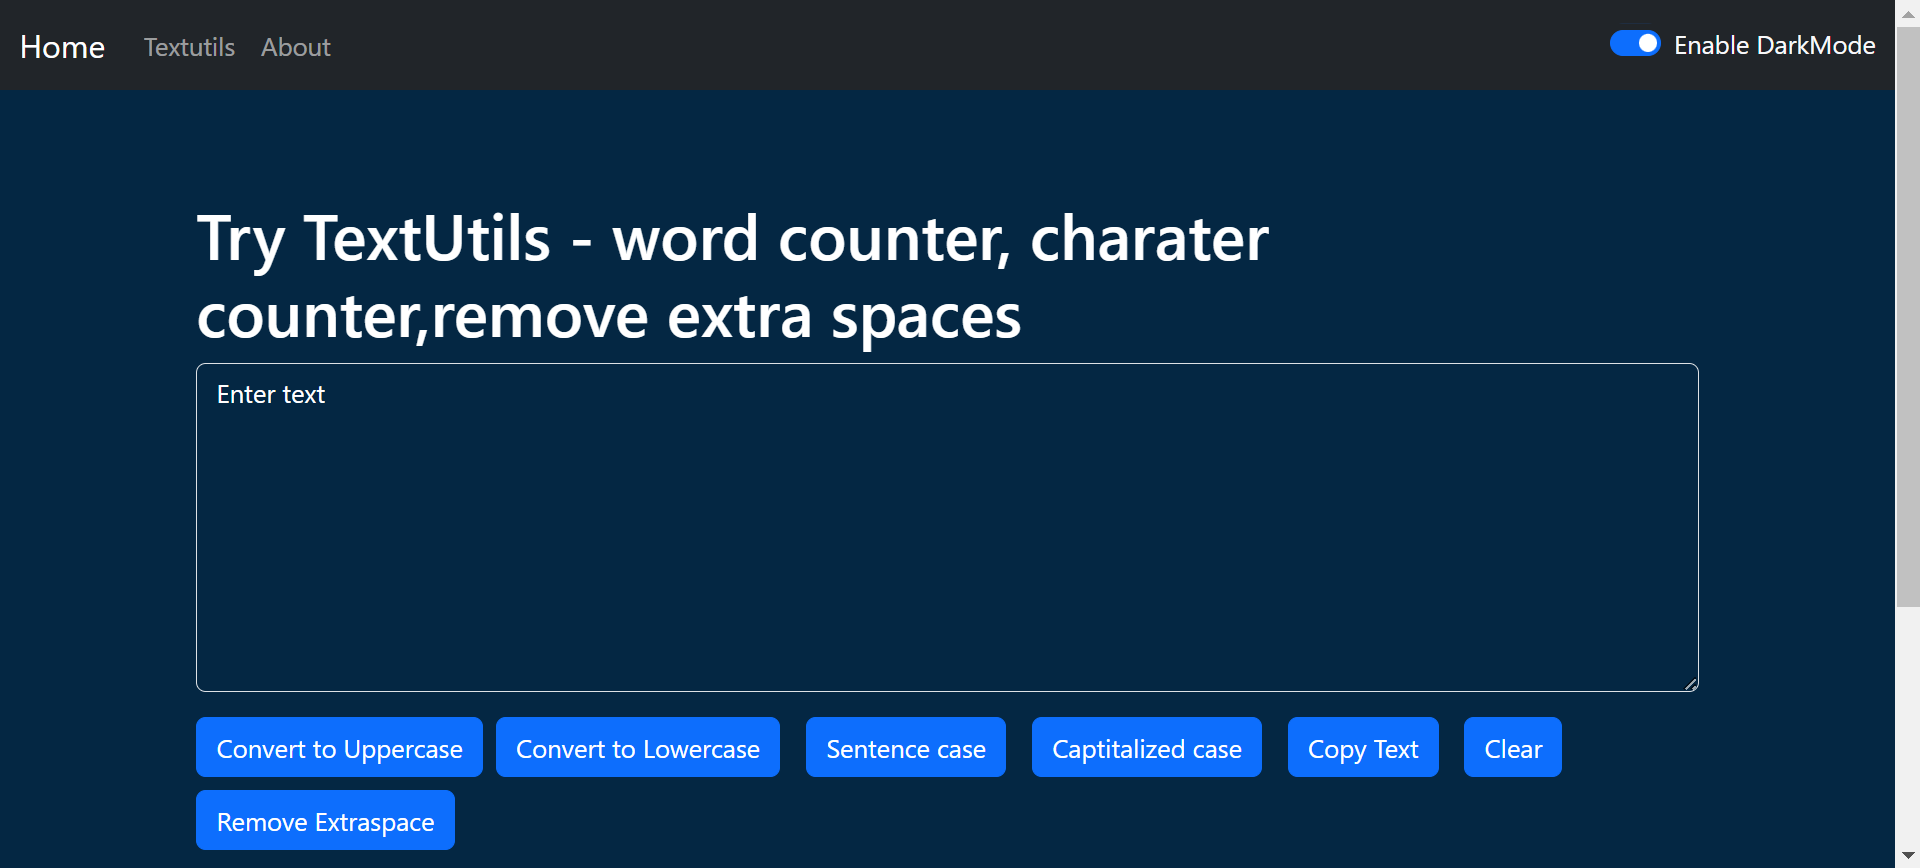 Home Textutils About Enable DarkMode
Try TextUtils - word counter, charater
counter,remove extra spaces
Enter text
Convert to Uppercase Convert to Lowercase Sentence case Captitalized case Copy Text Clear
Remove Extraspace